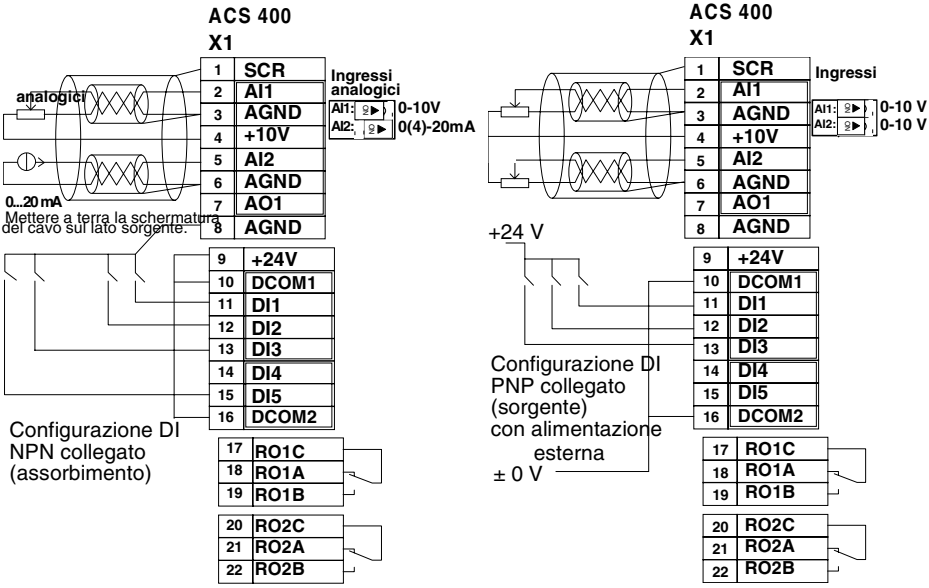 ACS 400
X1
1 SCR
2 AI1
3 AGND
4 +10V
5 AI2
6 AGND
7 AO1
8 AGND
Ingressi
analogici
AI1: 0-10V
AI2: 0(4)-20mA
analogici
0...20 mA
Mettere a terra la schermatura
del cavo sul lato sorgente.
9 +24V
10 DCOM1
11 DI1
12 DI2
13 DI3
14 DI4
15 DI5
16 DCOM2
Configurazione DI
NPN collegato
(assorbimento)
17 RO1C
18 RO1A
19 RO1B
20 RO2C
21 RO2A
22 RO2B
ACS 400
X1
1 SCR
2 AI1
3 AGND
4 +10V
5 AI2
6 AGND
7 AO1
8 AGND
Ingressi
AI1: 0-10 V
AI2: 0-10 V
+24 V
9 +24V
10 DCOM1
11 DI1
12 DI2
13 DI3
14 DI4
15 DI5
16 DCOM2
Configurazione DI
PNP collegato
(sorgente)
con alimentazione
esterna
± 0 V
17 RO1C
18 RO1A
19 RO1B
20 RO2C
21 RO2A
22 RO2B